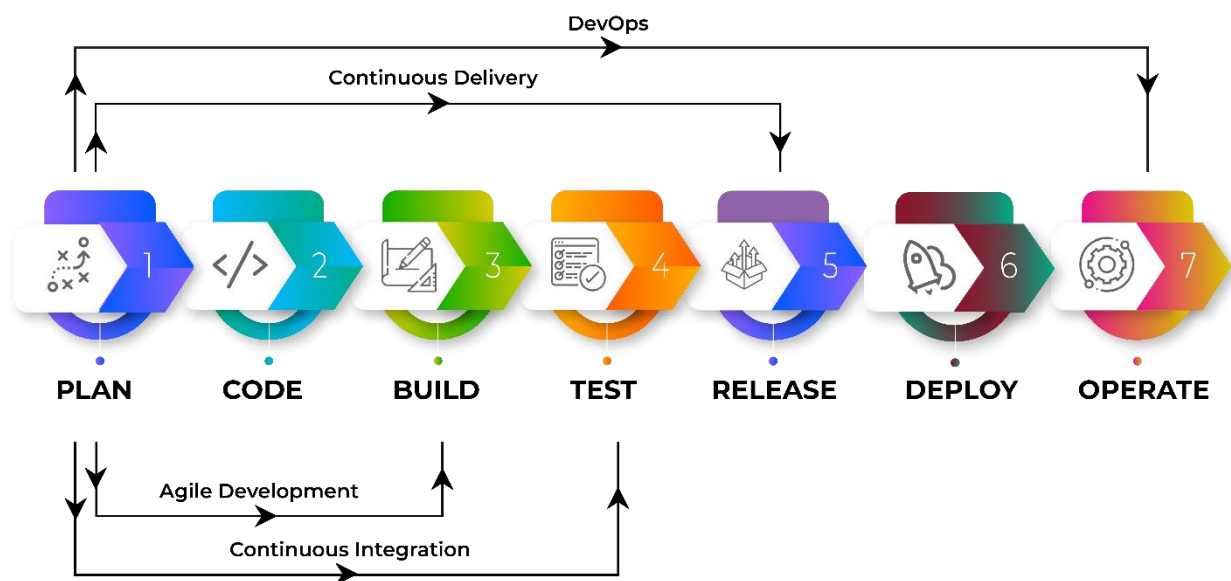 DevOps
Continuous Delivery
1
2
3
4
5
6
7
</>
PLAN
CODE
BUILD
TEST
RELEASE
DEPLOY
OPERATE
Agile Development
Continuous Integration